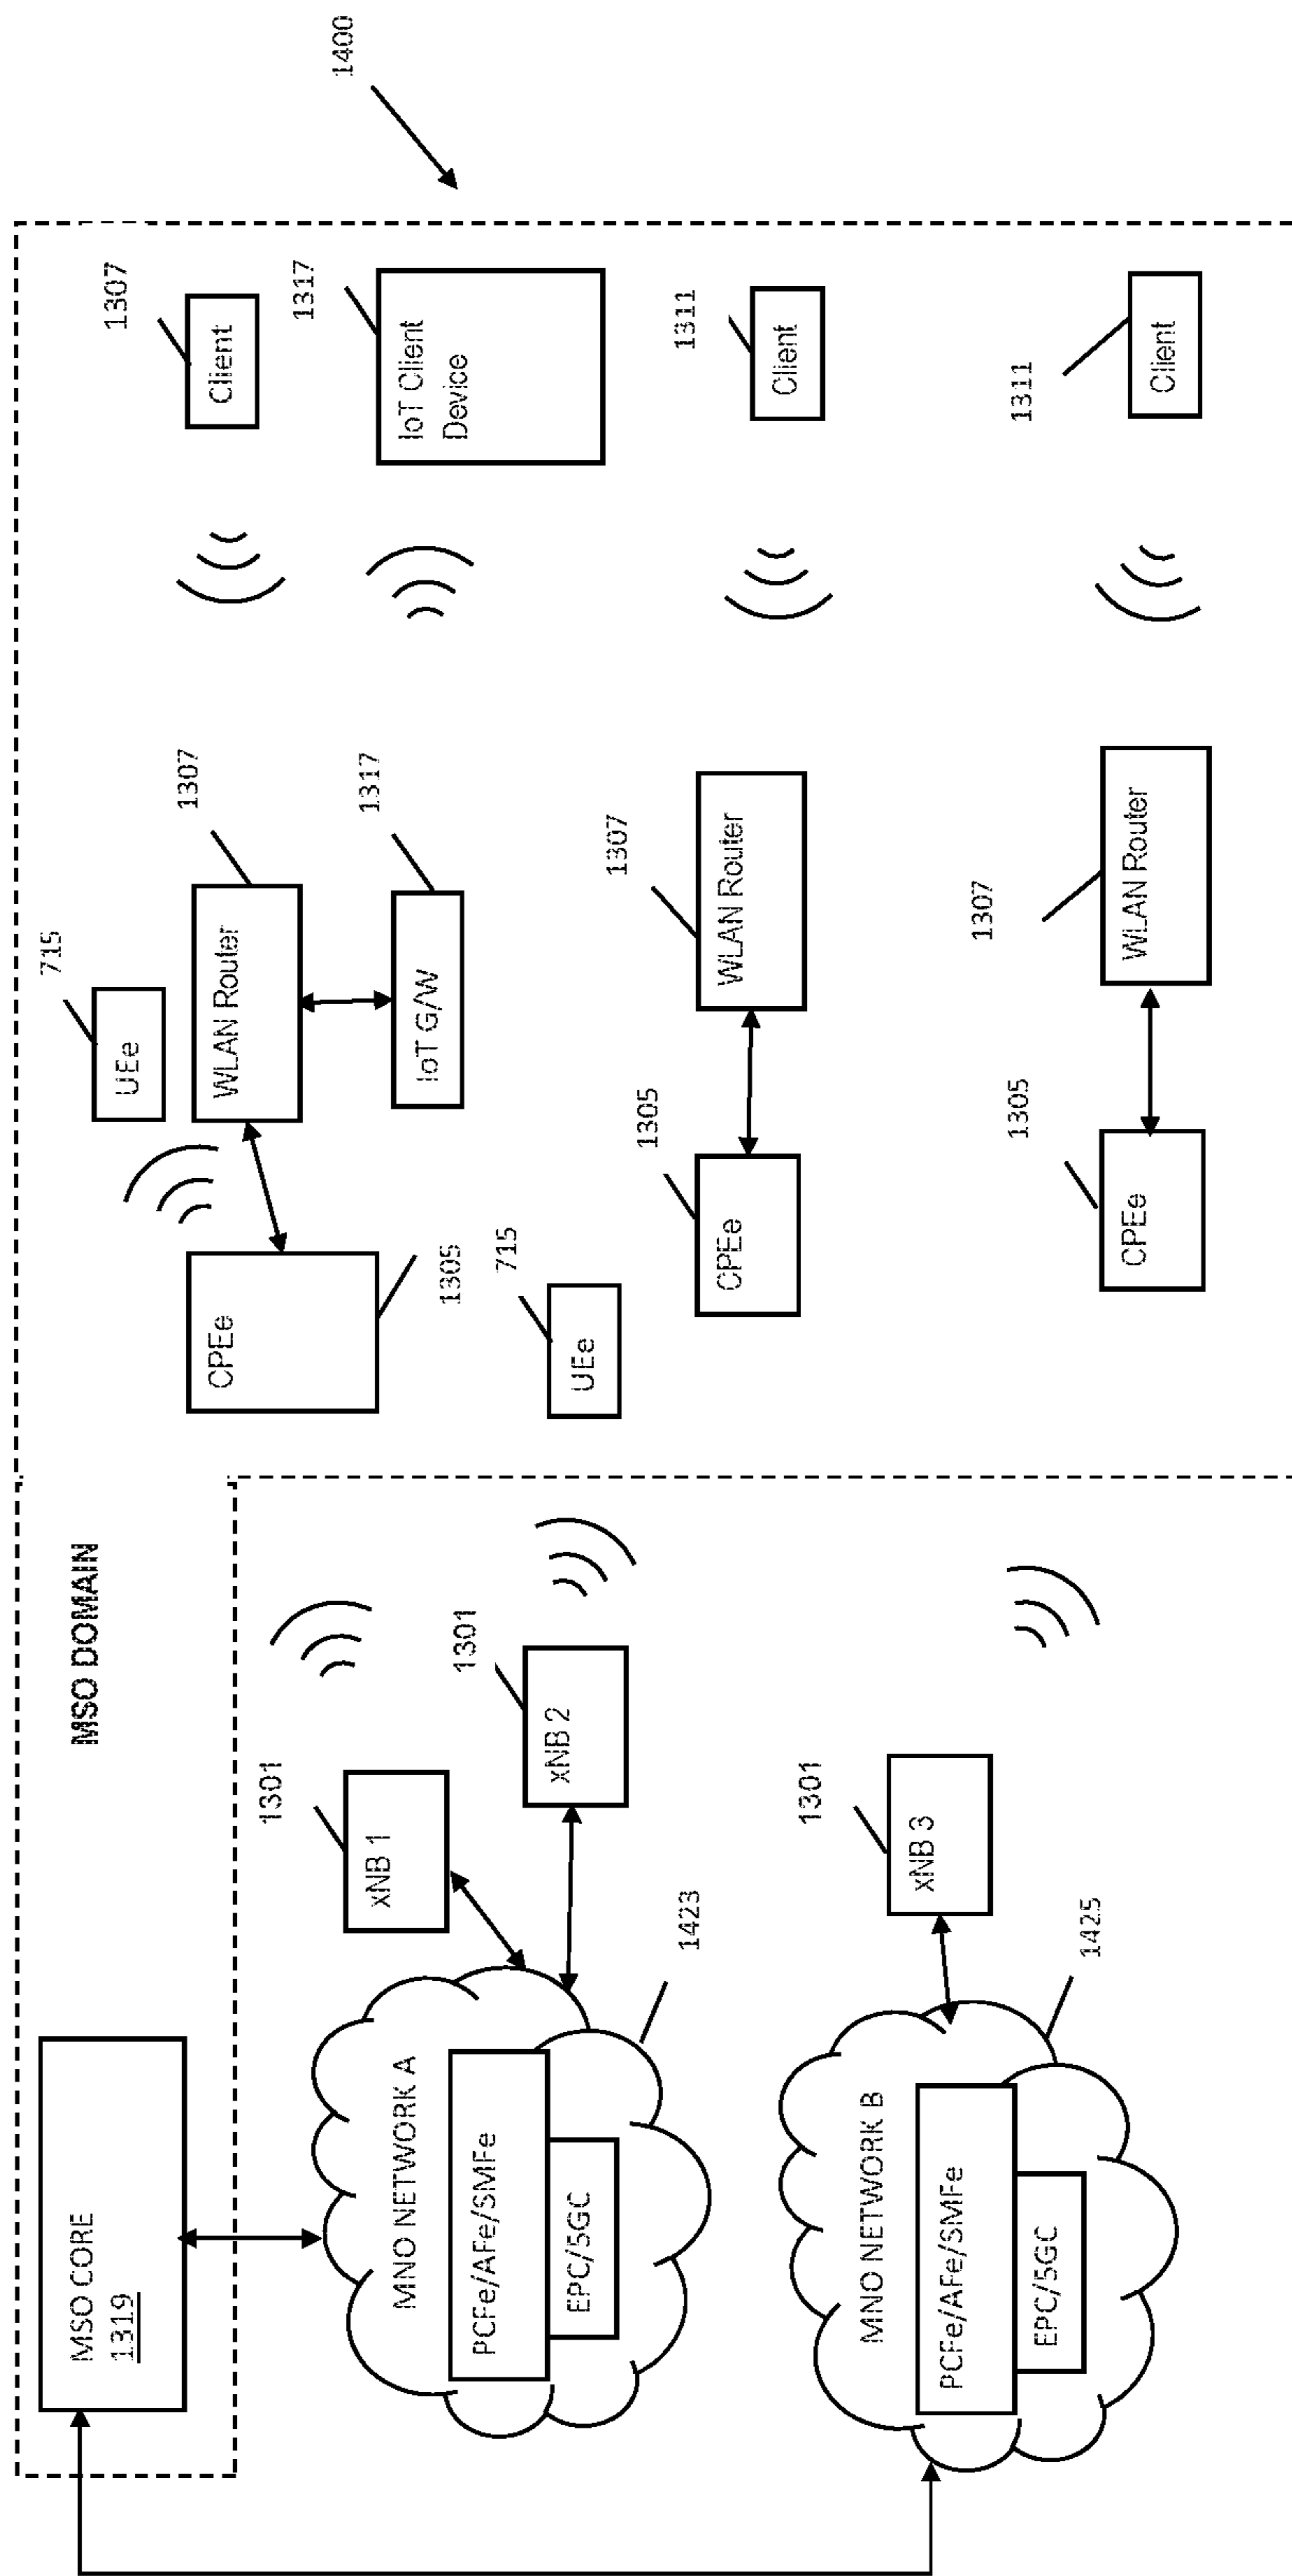 MSO CORE
1319
MSO DOMAIN
715
UEe
1307
Client
1400
CPEe
1305
WLAN Router
1307
IoT G/W
1317
IoT Client
Device
1317
MNO NETWORK A
PCFe/AFe/SMFe
EPC/5GC
1423
xNB 1
1301
xNB 2
1301
UEe
715
CPEe
1305
WLAN Router
1307
Client
1311
MNO NETWORK B
PCFe/AFe/SMFe
EPC/5GC
1425
xNB 3
1301
CPEe
1305
WLAN Router
1307
Client
1311